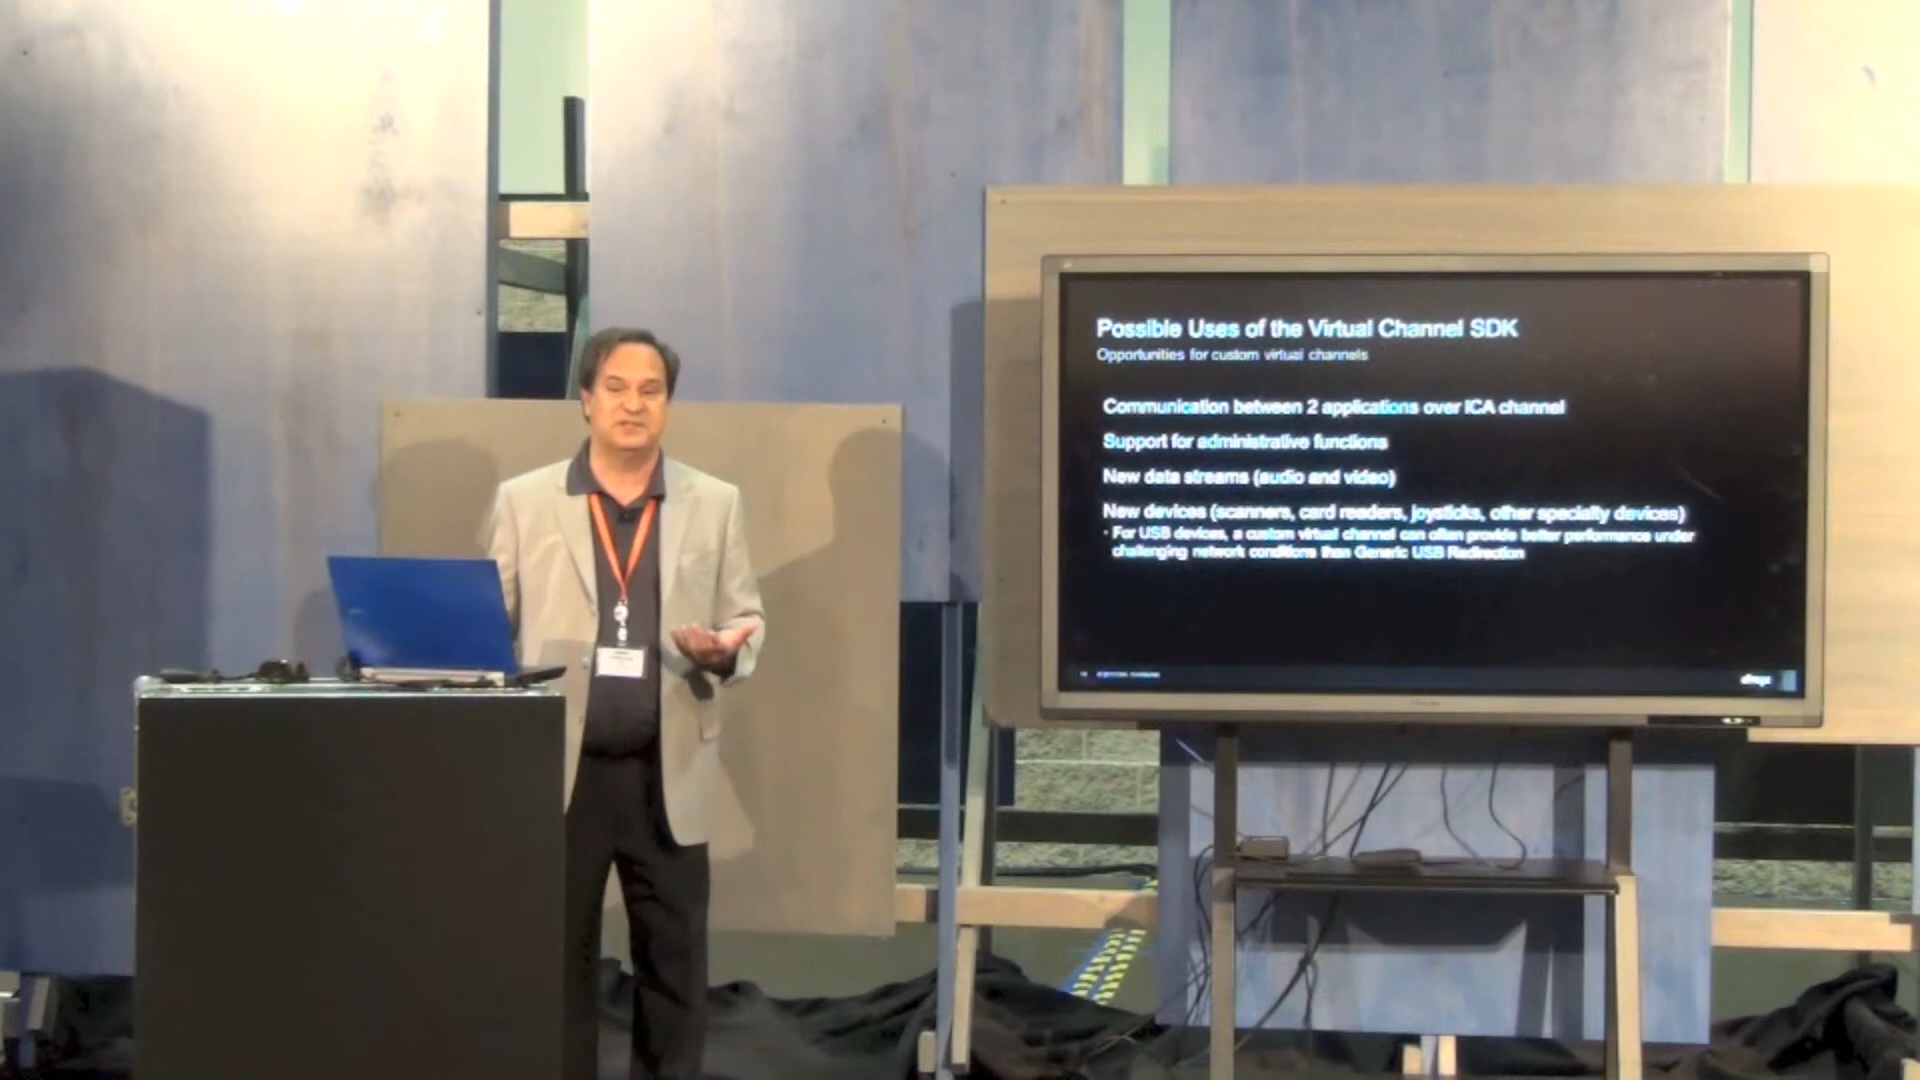 Possible Uses of the Virtual Channel SDK
Opportunities for custom virtual channels
Communication between 2 applications over ICA channel
Support for administrative functions
New data streams (audio and video)
New devices (scanners, card readers, joysticks, other specialty devices)
· For USB devices, a custom virtual channel can often provide better performance under
challenging network conditions than Generic USB Redirection
citrix